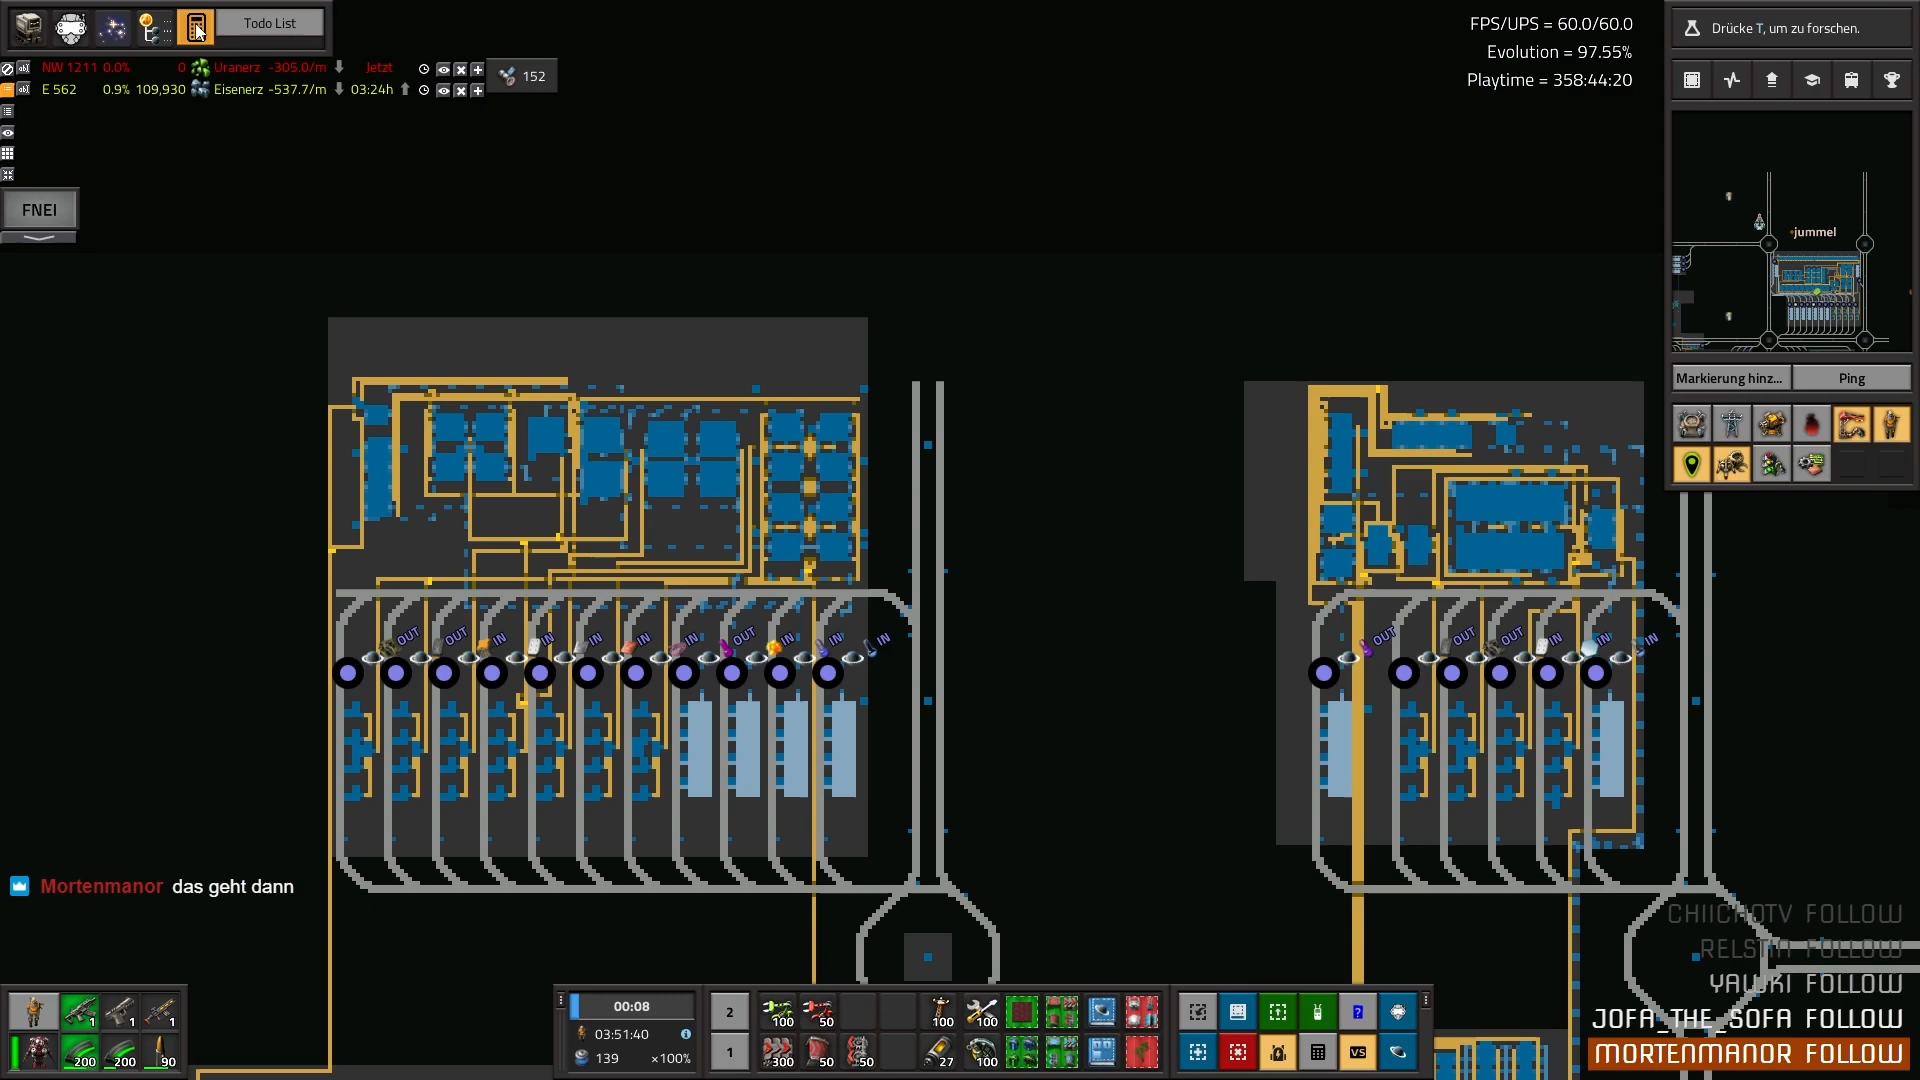 Todo List
NW 1211 0.0% 0 Uranerz -305.0/m Jetzt
E 562 0.9% 109,930 Eisenerz -537.7/m 03:24h
152
FNEI
FPS/UPS = 60.0/60.0
Evolution = 97.55%
Playtime = 358:44:20
Drücke T, um zu forschen.
jummel
Markierung hinz...
Ping
OUT OUT IN IN IN IN OUT IN IN IN
OUT OUT OUT IN IN IN
Mortenmanor das geht dann
CHIICHOTV FOLLOW
FOLLOW
YAWKI FOLLOW
JOFA_THE_SOFA FOLLOW
MORTENMANOR FOLLOW
1 1 1
200 200 90
00:08
03:51:40
139 ×100%
2
100 50 100 100
1
300 50 50 27 100
?
VS